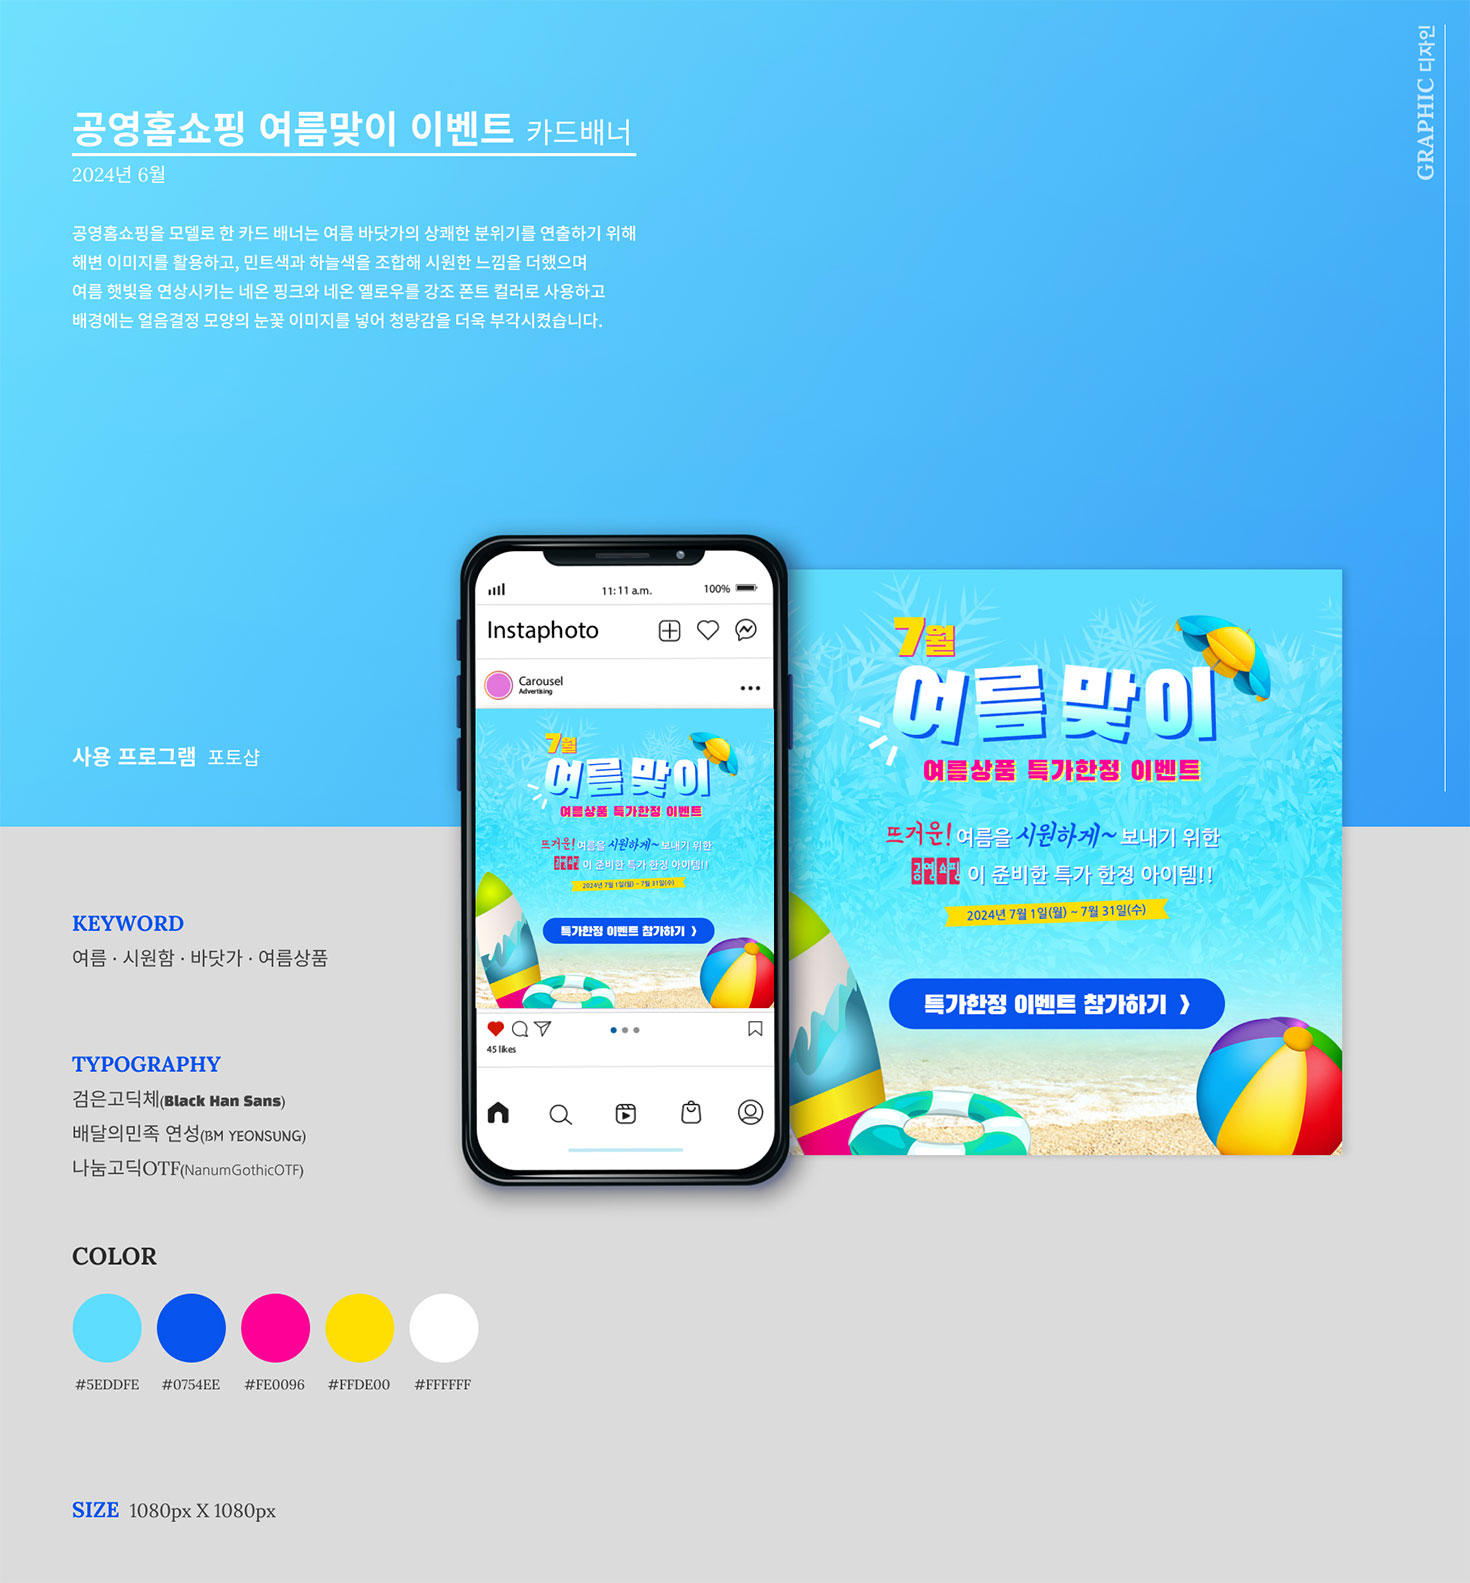 GRAPHIC 디자인
공영홈쇼핑 여름맞이 이벤트 카드배너
2024년 6월
공영홈쇼핑을 모델로 한 카드 배너는 여름 바닷가의 상쾌한 분위기를 연출하기 위해
해변 이미지를 활용하고, 민트색과 하늘색을 조합해 시원한 느낌을 더했으며
여름 햇빛을 연상시키는 네온 핑크와 네온 옐로우를 강조 폰트 컬러로 사용하고
배경에는 얼음결정 모양의 눈꽃 이미지를 넣어 청량감을 더욱 부각시켰습니다.
사용 프로그램 포토샵
11:11 a.m.
100%
Instaphoto
Carousel
Advertising
7월
여름맞이
여름상품 특가한정 이벤트
뜨거운! 여름을 시원하게~ 보내기 위한
공영쇼핑 이 준비한 특가 한정 아이템!!
2024년 7월 1일(월) ~ 7월 31일(수)
특가한정 이벤트 참가하기 》
45 likes
7월
여름맞이
여름상품 특가한정 이벤트
뜨거운! 여름을 시원하게~ 보내기 위한
공영쇼핑 이 준비한 특가 한정 아이템!!
2024년 7월 1일(월) ~ 7월 31일(수)
특가한정 이벤트 참가하기 》
KEYWORD
여름 · 시원함 · 바닷가 · 여름상품
TYPOGRAPHY
검은고딕체(Black Han Sans)
배달의민족 연성(BM YEONSUNG)
나눔고딕OTF(NanumGothicOTF)
COLOR
#5EDDFE #0754EE #FE0096 #FFDE00 #FFFFFF
SIZE 1080px X 1080px